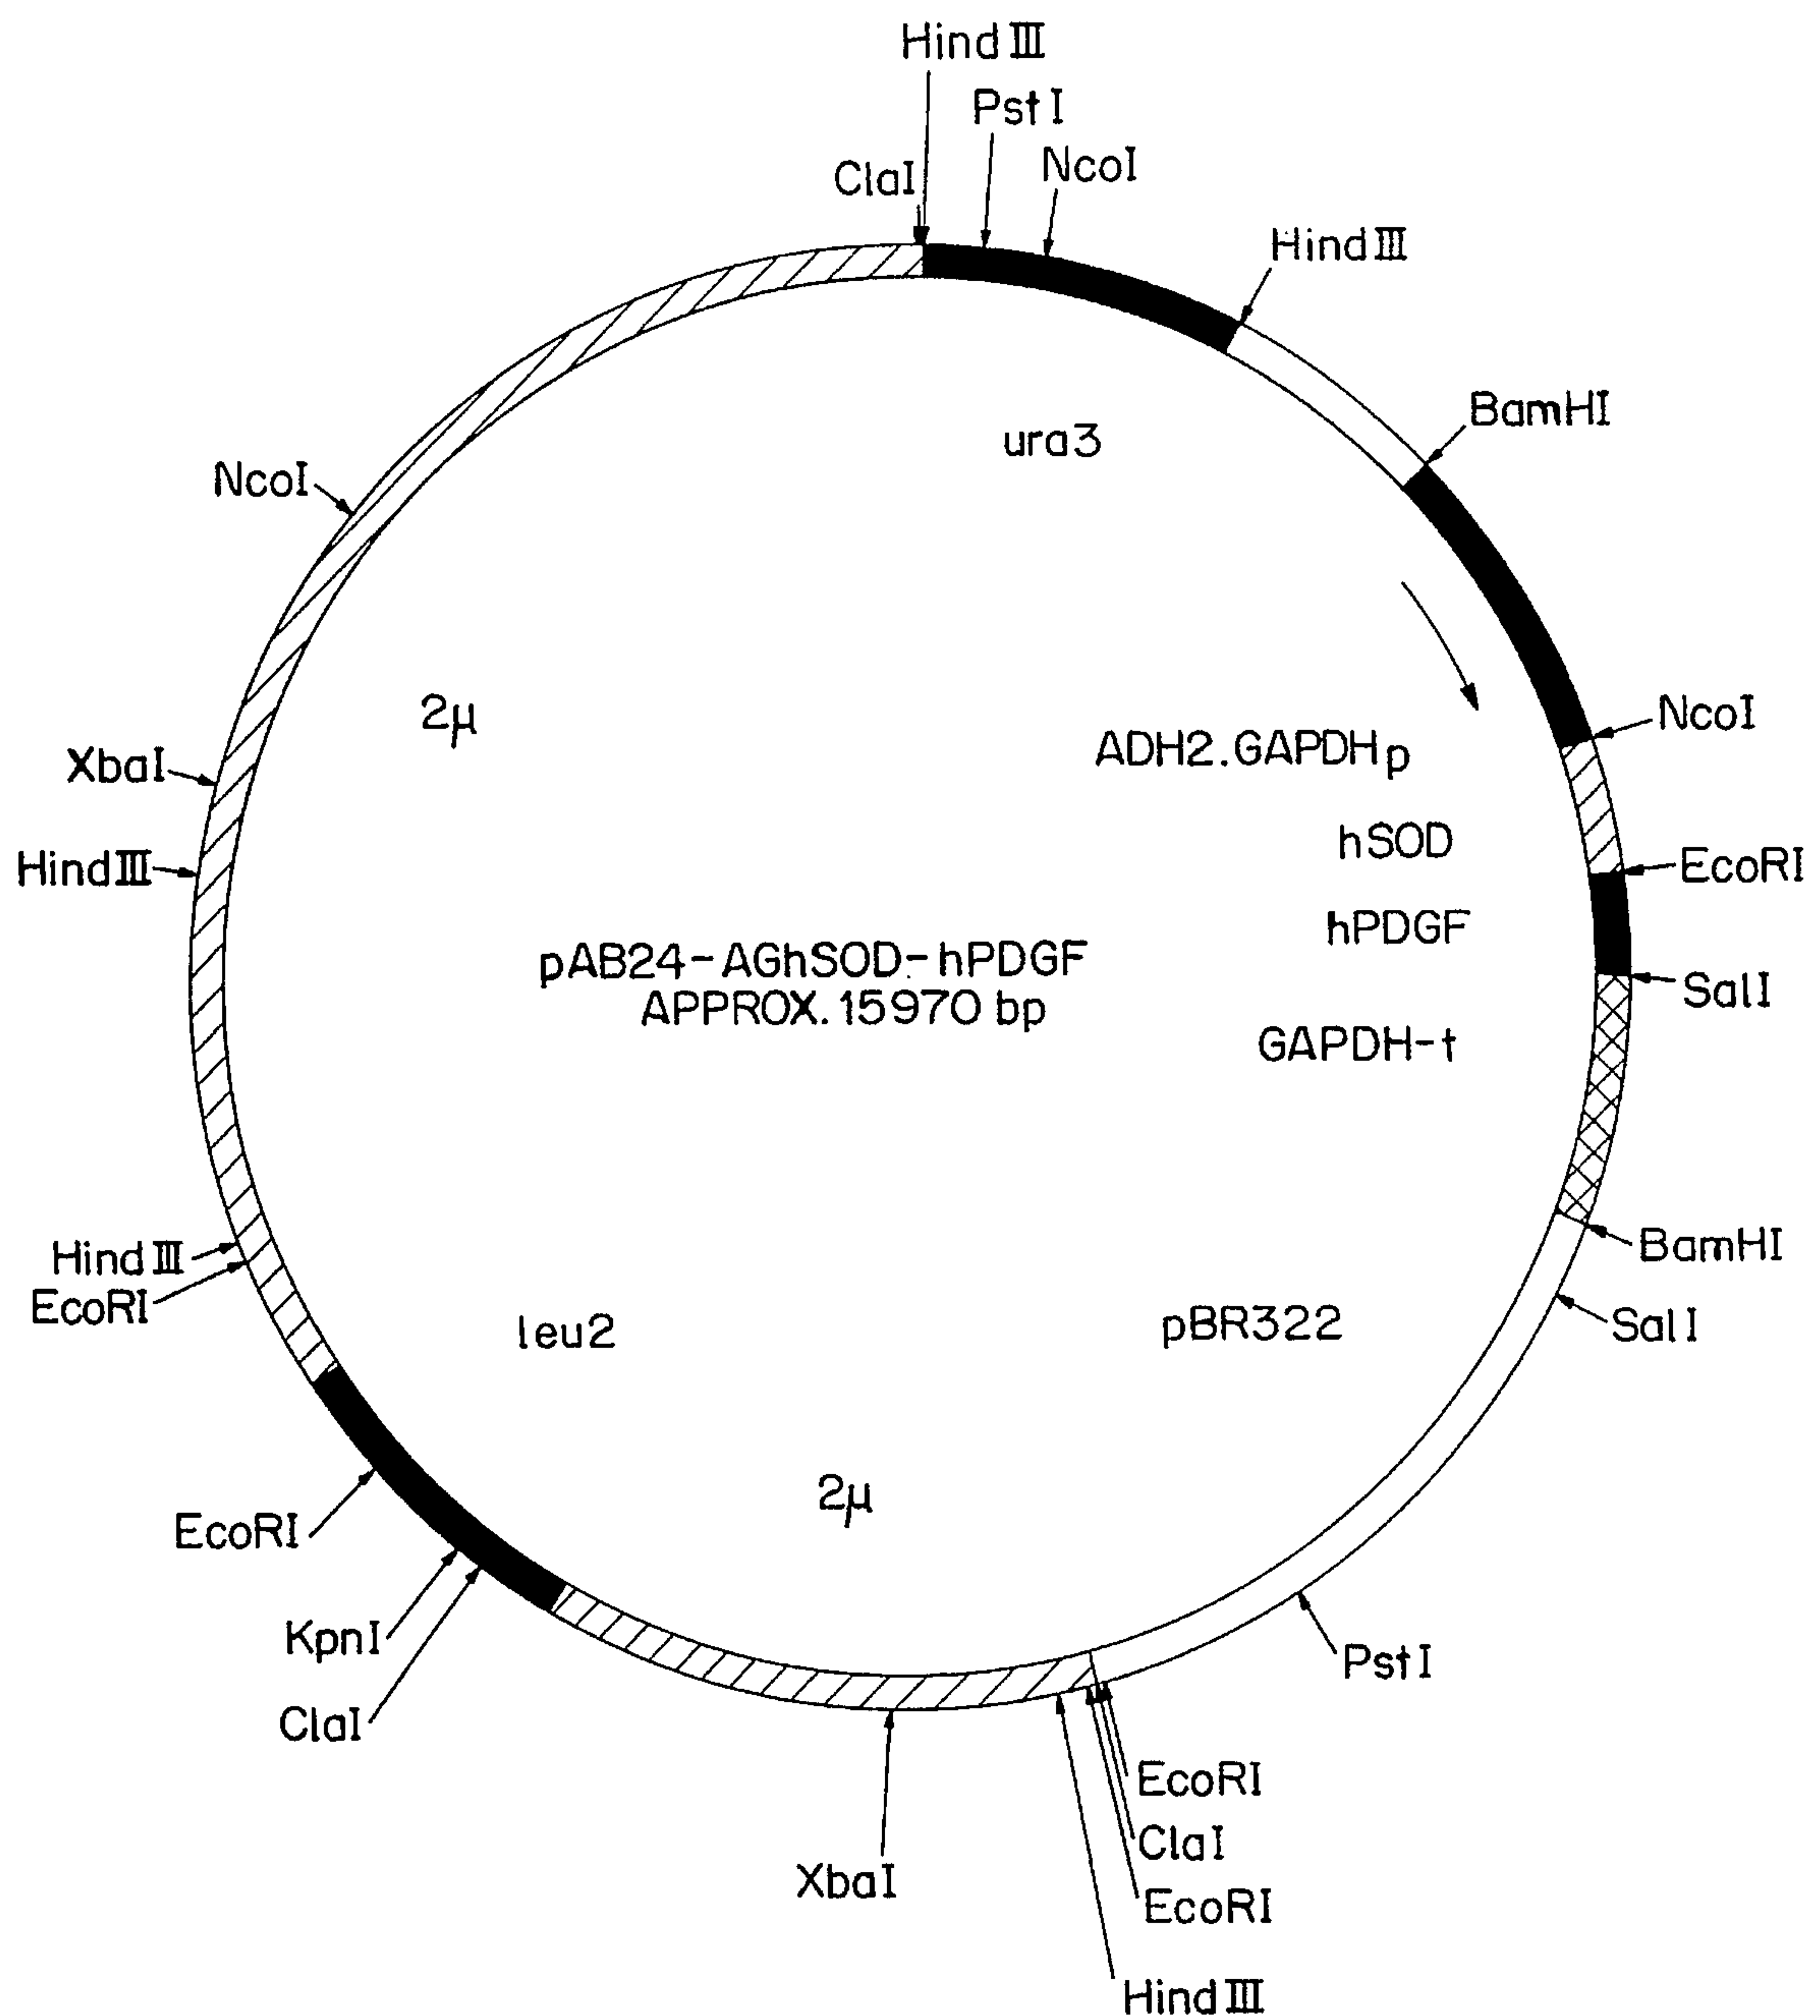 Hind III
Pst I
NcoI
ClaI
Hind III
BamHI
ura3
NcoI
2μ
NcoI
XbaI
ADH2.GAPDHp
hSOD
EcoRI
Hind III
hPDGF
pAB24-AGhSOD-hPDGF
APPROX. 15970 bp
SalI
GAPDH-t
Hind III
BamHI
EcoRI
leu2
pBR322
SalI
2μ
EcoRI
KpnI
PstI
ClaI
EcoRI
ClaI
XbaI
EcoRI
Hind III